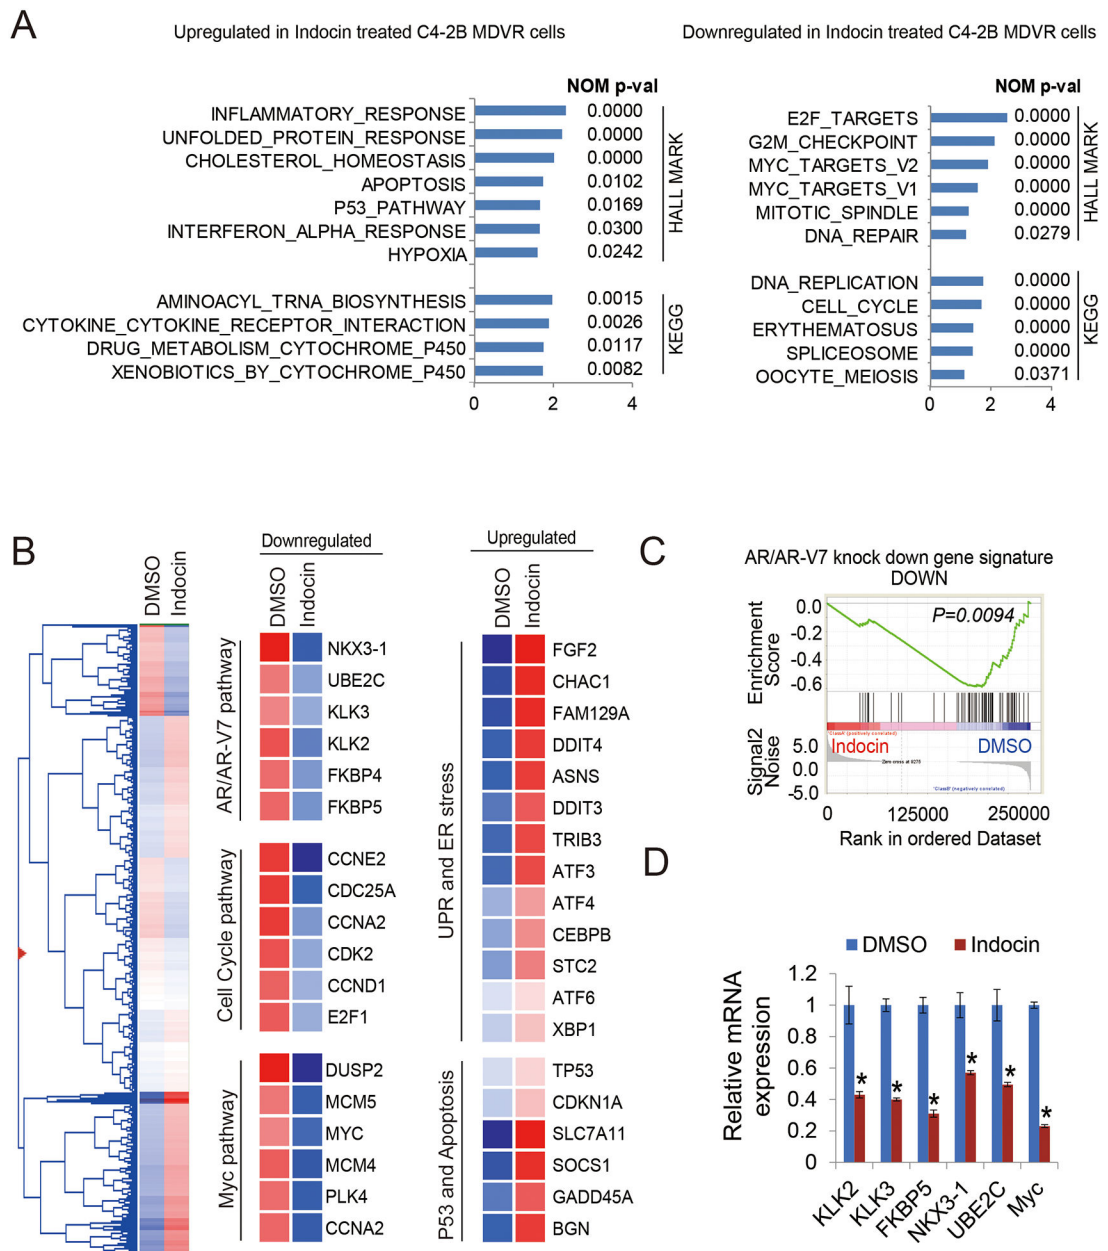 A
Upregulated in Indocin treated C4-2B MDVR cells
NOM p-val
INFLAMMATORY_RESPONSE 0.0000
UNFOLDED_PROTEIN_RESPONSE 0.0000
CHOLESTEROL_HOMEOSTASIS 0.0000
APOPTOSIS 0.0102
P53_PATHWAY 0.0169
INTERFERON_ALPHA_RESPONSE 0.0300
HYPOXIA 0.0242
HALL MARK
AMINOACYL_TRNA_BIOSYNTHESIS 0.0015
CYTOKINE_CYTOKINE_RECEPTOR_INTERACTION 0.0026
DRUG_METABOLISM_CYTOCHROME_P450 0.0117
XENOBIOTICS_BY_CYTOCHROME_P450 0.0082
KEGG
0 2 4
Downregulated in Indocin treated C4-2B MDVR cells
NOM p-val
E2F_TARGETS 0.0000
G2M_CHECKPOINT 0.0000
MYC_TARGETS_V2 0.0000
MYC_TARGETS_V1 0.0000
MITOTIC_SPINDLE 0.0000
DNA_REPAIR 0.0279
HALL MARK
DNA_REPLICATION 0.0000
CELL_CYCLE 0.0000
ERYTHEMATOSUS 0.0000
SPLICEOSOME 0.0000
OOCYTE_MEIOSIS 0.0371
KEGG
0 2 4
B
DMSO
Indocin
Downregulated
DMSO
Indocin
AR/AR-V7 pathway
NKX3-1
UBE2C
KLK3
KLK2
FKBP4
FKBP5
Cell Cycle pathway
CCNE2
CDC25A
CCNA2
CDK2
CCND1
E2F1
Myc pathway
DUSP2
MCM5
MYC
MCM4
PLK4
CCNA2
Upregulated
DMSO
Indocin
UPR and ER stress
FGF2
CHAC1
FAM129A
DDIT4
ASNS
DDIT3
TRIB3
ATF3
ATF4
CEBPB
STC2
ATF6
XBP1
P53 and Apoptosis
TP53
CDKN1A
SLC7A11
SOCS1
GADD45A
BGN
C
AR/AR-V7 knock down gene signature
DOWN
Enrichment
Score
0.0
-0.2
-0.4
-0.6
P=0.0094
'ClassA' (positively correlated)
Indocin DMSO
Zero cross at 8275
'ClassB' (negatively correlated)
Signal2
Noise
5.0
0.0
-5.0
0 125000 250000
Rank in ordered Dataset
D
DMSO Indocin
Relative mRNA
expression
1.2
1
0.8
0.6
0.4
0.2
0
* * * * * *
KLK2
KLK3
FKBP5
NKX3-1
UBE2C
Myc